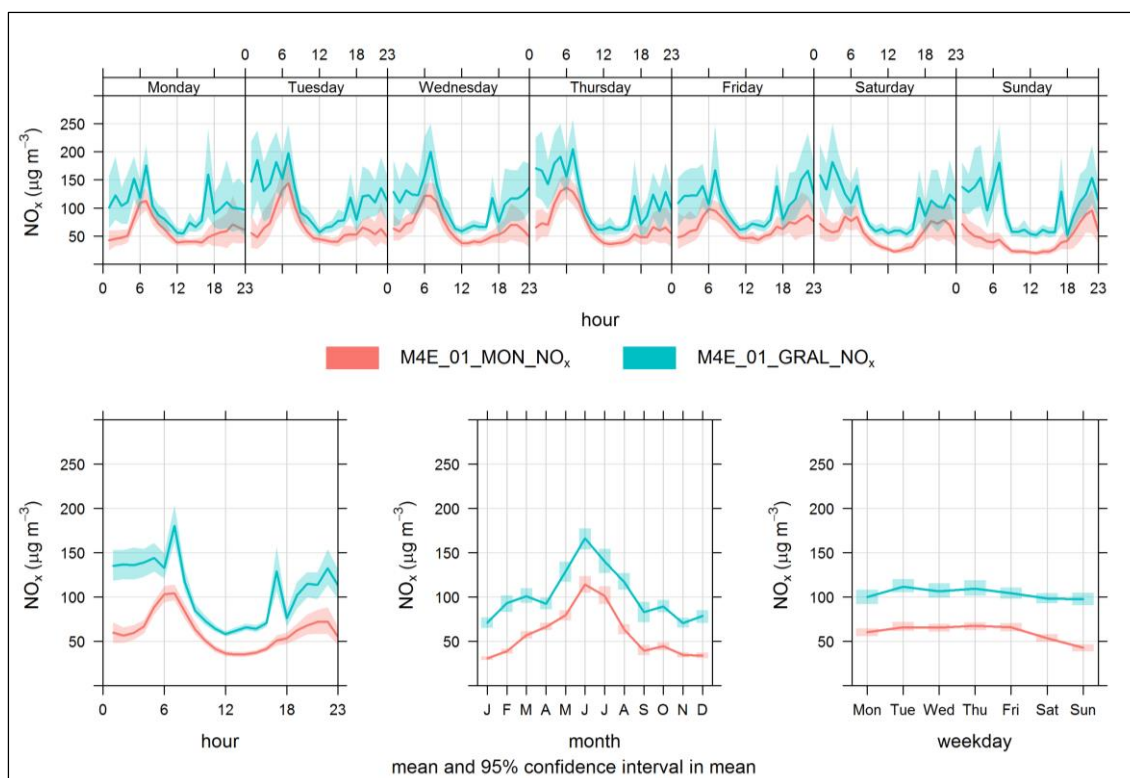 0 6 12 18 23 0 6 12 18 23 0 6 12 18 23
Monday Tuesday Wednesday Thursday Friday Saturday Sunday
NOₓ (µg m⁻³)
250
200
150
100
50
0 6 12 18 23 0 6 12 18 23 0 6 12 18 23 0 6 12 18 23
hour
M4E_01_MON_NOₓ M4E_01_GRAL_NOₓ
NOₓ (µg m⁻³)
250
200
150
100
50
0 6 12 18 23
hour
NOₓ (µg m⁻³)
250
200
150
100
50
J F M A M J J A S O N D
month
NOₓ (µg m⁻³)
250
200
150
100
50
Mon Tue Wed Thu Fri Sat Sun
weekday
mean and 95% confidence interval in mean